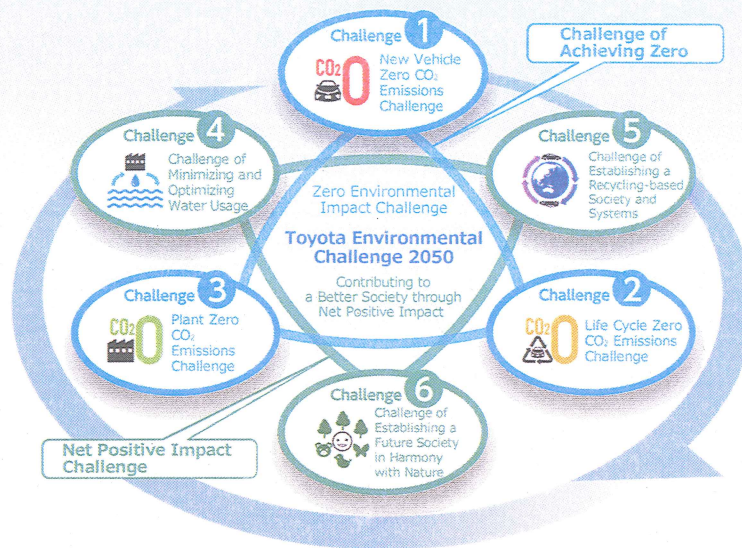 Challenge 1
CO₂ 0
New Vehicle
Zero CO₂
Emissions
Challenge
Challenge of
Achieving Zero
Challenge 4
Challenge of
Minimizing and
Optimizing
Water Usage
Challenge 5
Challenge of
Establishing a
Recycling-based
Society and
Systems
Zero Environmental
Impact Challenge
Toyota Environmental
Challenge 2050
Contributing to
a Better Society through
Net Positive Impact
Challenge 3
CO₂ 0
Plant Zero
CO₂
Emissions
Challenge
Challenge 2
CO₂ 0
Life Cycle Zero
CO₂ Emissions
Challenge
Challenge 6
Challenge of
Establishing a
Future Society
in Harmony
with Nature
Net Positive Impact
Challenge